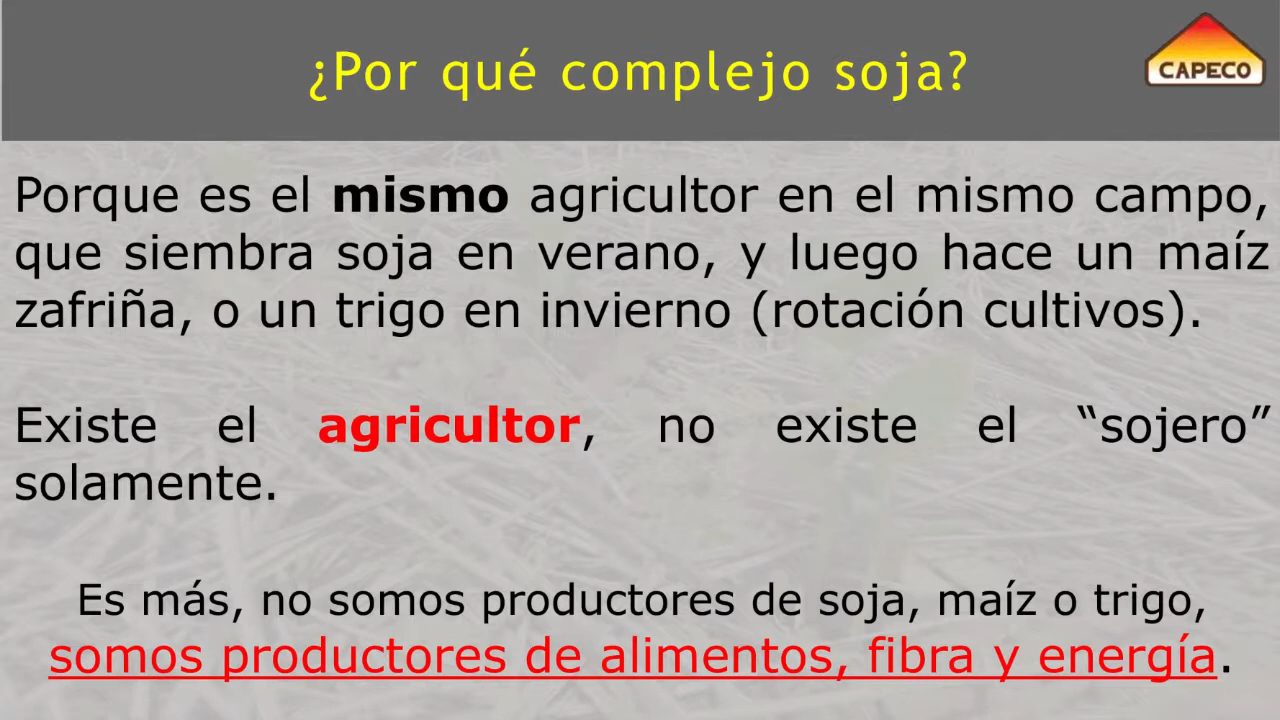 ¿Por qué complejo soja?
CAPECO
Porque es el mismo agricultor en el mismo campo,
que siembra soja en verano, y luego hace un maíz
zafriña, o un trigo en invierno (rotación cultivos).
Existe el agricultor, no existe el “sojero”
solamente.
Es más, no somos productores de soja, maíz o trigo,
somos productores de alimentos, fibra y energía.